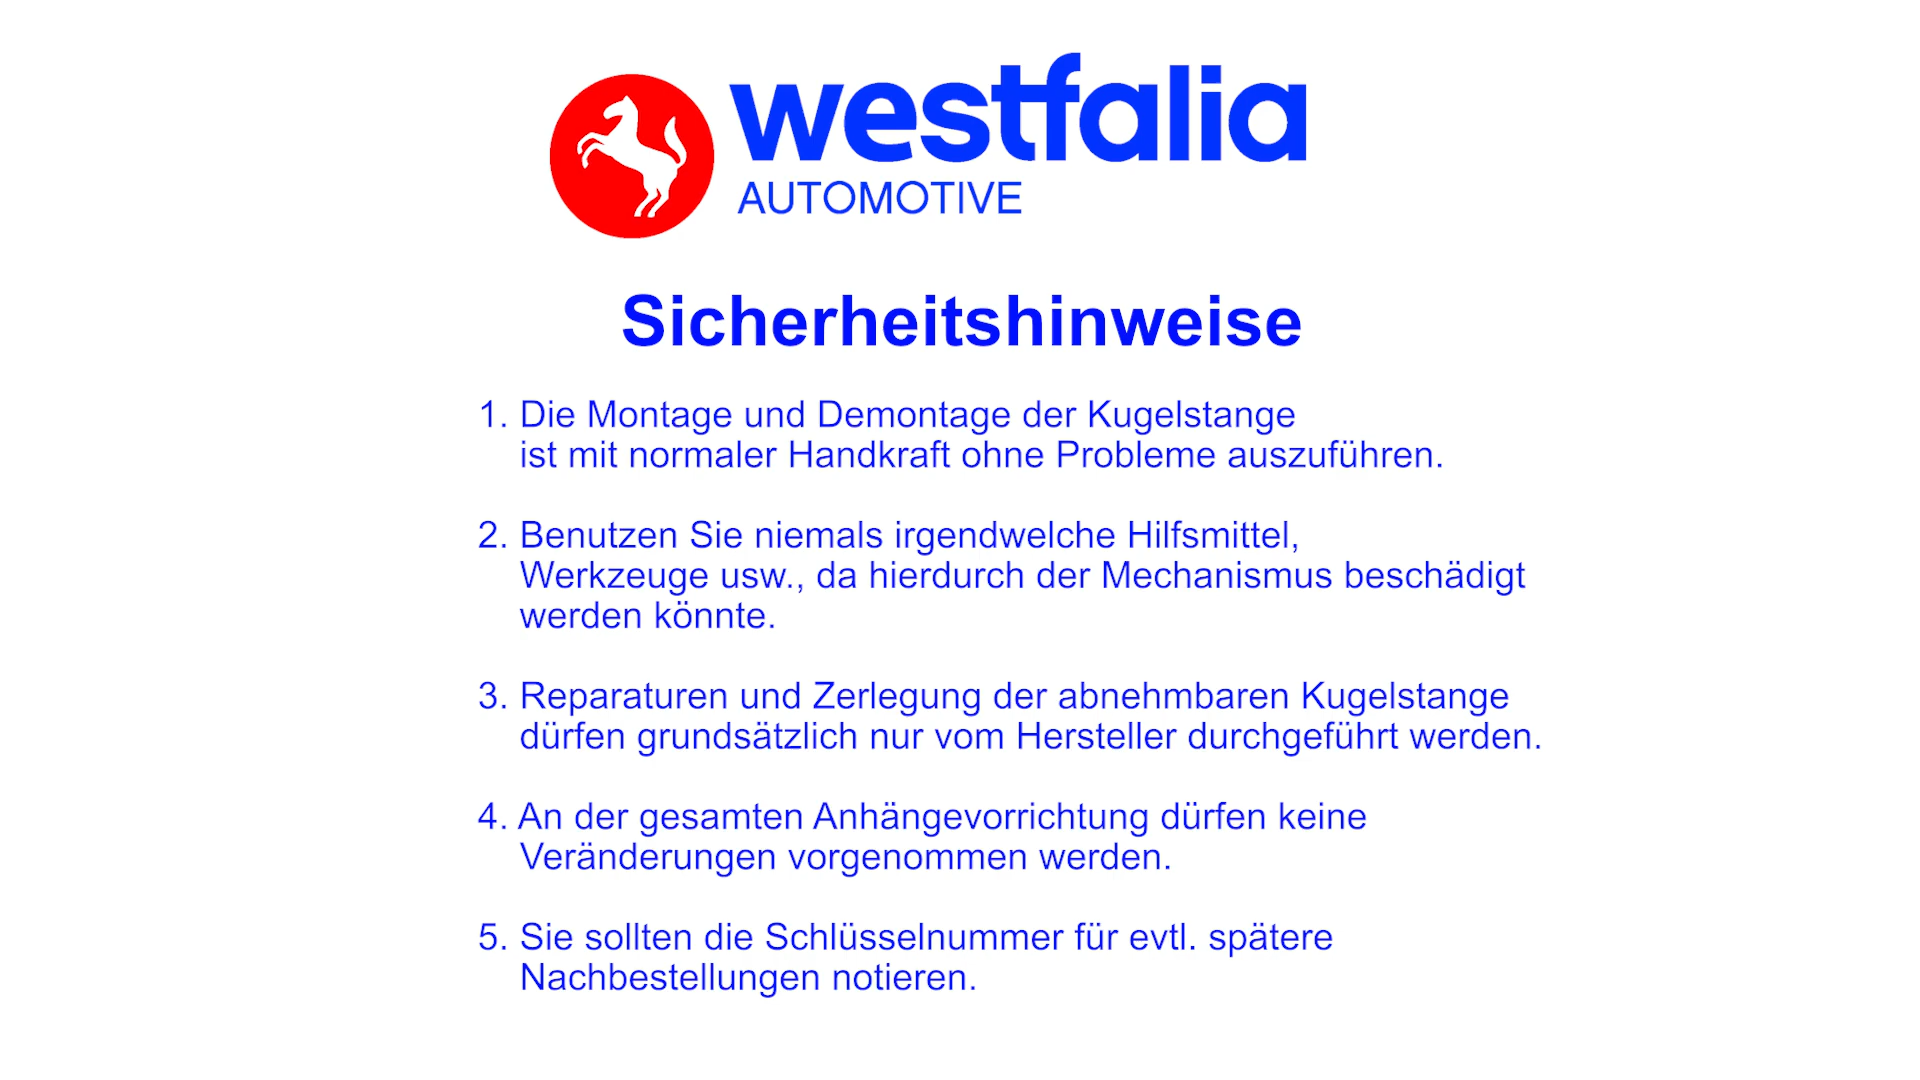 westfalia
AUTOMOTIVE
Sicherheitshinweise
1. Die Montage und Demontage der Kugelstange
ist mit normaler Handkraft ohne Probleme auszuführen.
2. Benutzen Sie niemals irgendwelche Hilfsmittel,
Werkzeuge usw., da hierdurch der Mechanismus beschädigt
werden könnte.
3. Reparaturen und Zerlegung der abnehmbaren Kugelstange
dürfen grundsätzlich nur vom Hersteller durchgeführt werden.
4. An der gesamten Anhängevorrichtung dürfen keine
Veränderungen vorgenommen werden.
5. Sie sollten die Schlüsselnummer für evtl. spätere
Nachbestellungen notieren.